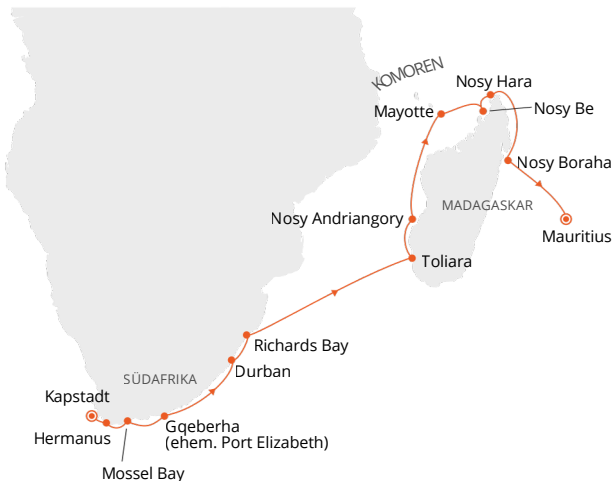 KOMOREN
Nosy Hara
Mayotte
Nosy Be
Nosy Boraha
MADAGASKAR
Nosy Andriangory
Mauritius
Toliara
Richards Bay
Durban
SÜDAFRIKA
Kapstadt
Gqeberha
(ehem. Port Elizabeth)
Hermanus
Mossel Bay